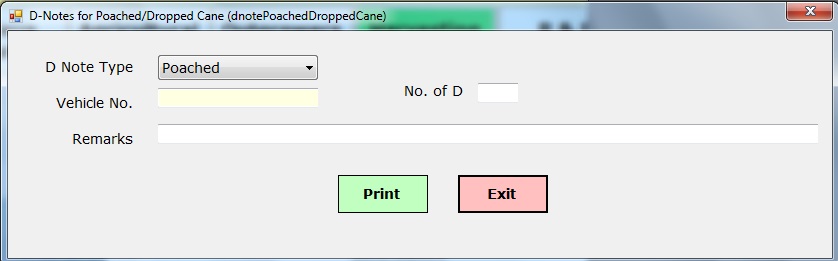 D-Notes for Poached/Dropped Cane (dnotePoachedDroppedCane)
D Note Type Poached
Vehicle No. No. of D
Remarks
Print Exit